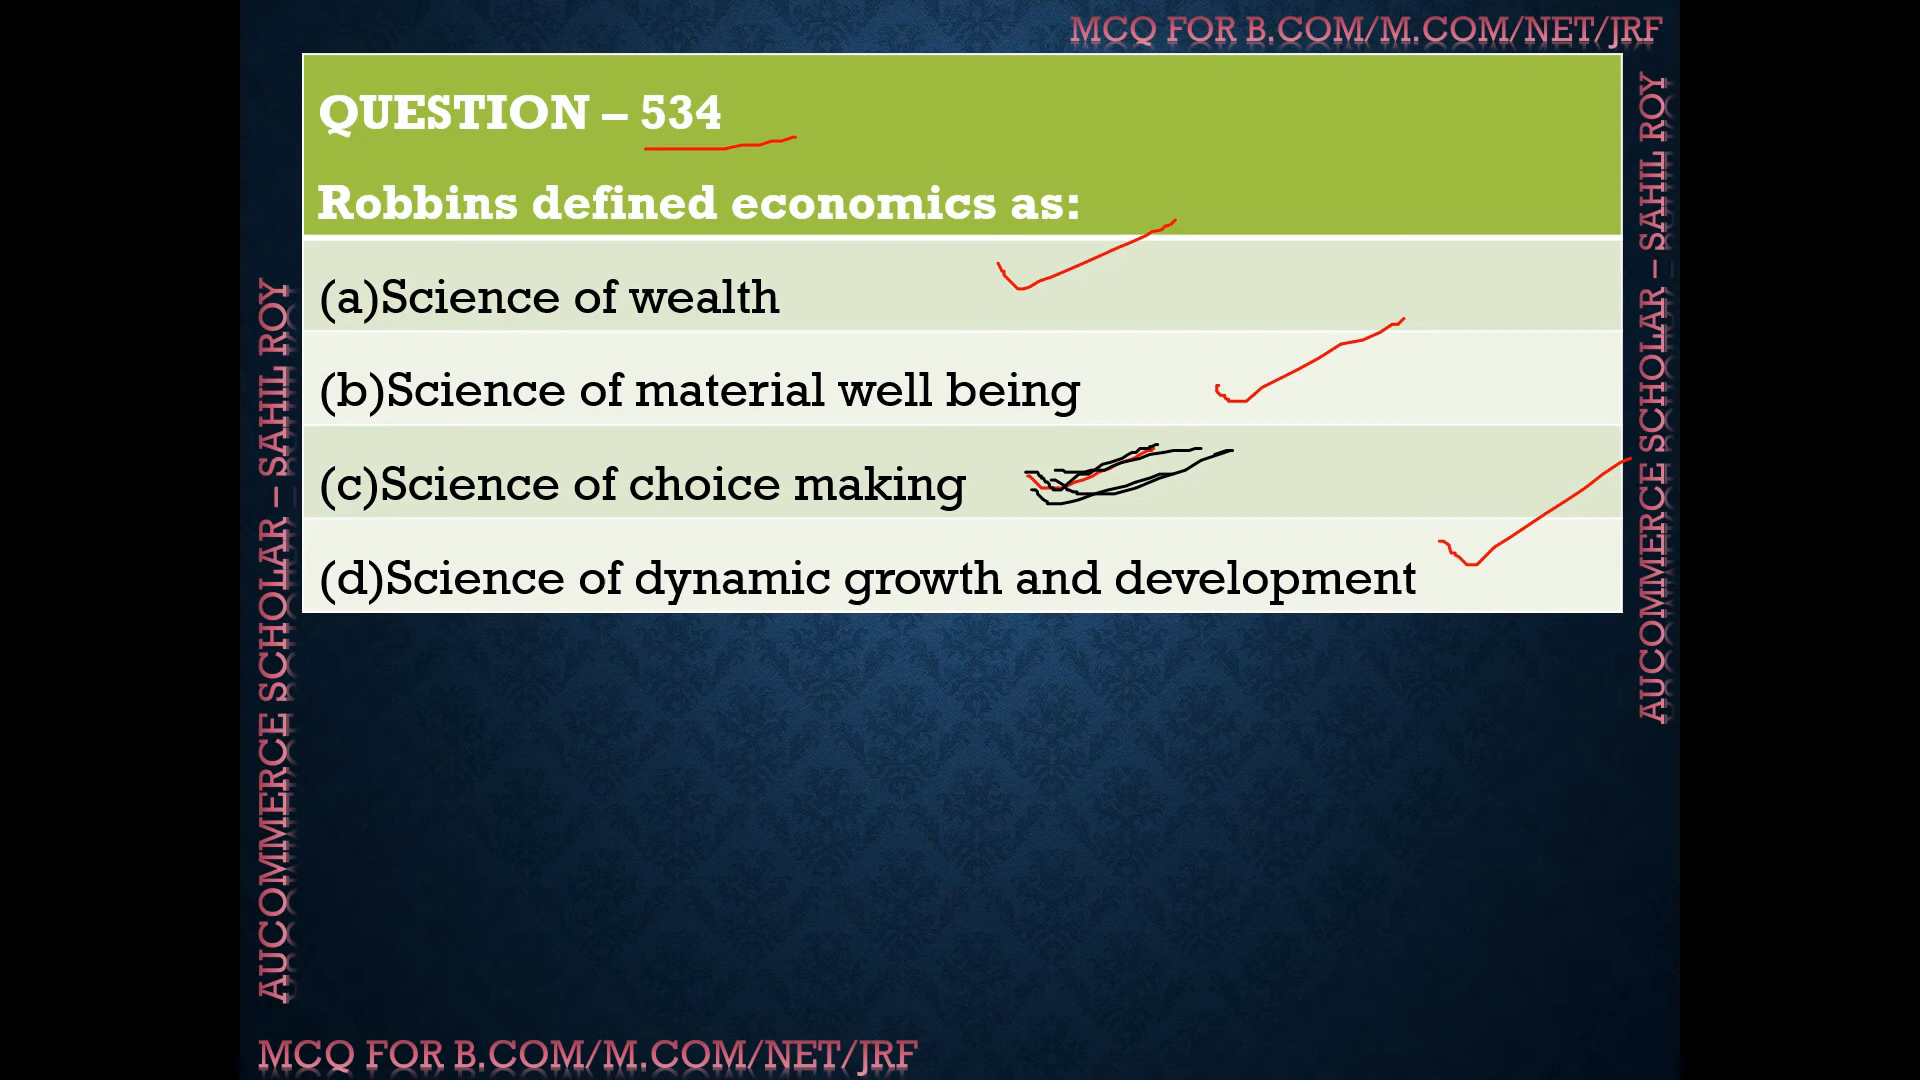 MCQ FOR B.COM/M.COM/NET/JRF
QUESTION – 534
Robbins defined economics as:
(a)Science of wealth
(b)Science of material well being
(c)Science of choice making
(d)Science of dynamic growth and development
AUCOMMERCE SCHOLAR – SAHIL ROY
AUCOMMERCE SCHOLAR – SAHIL ROY
MCQ FOR B.COM/M.COM/NET/JRF